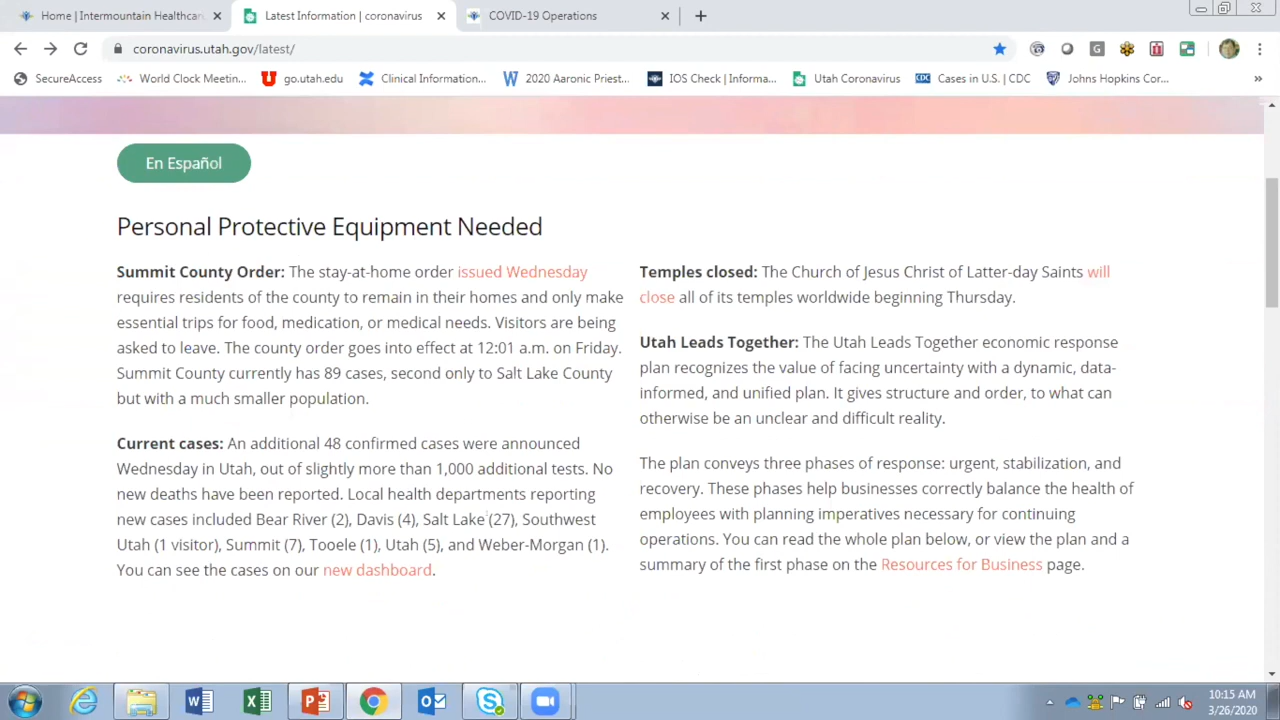 Home | Intermountain Healthcar
Latest Information | coronavirus
COVID-19 Operations
coronavirus.utah.gov/latest/
SecureAccess
World Clock Meetin...
go.utah.edu
Clinical Information...
2020 Aaronic Priest...
IOS Check | Informa...
Utah Coronavirus
Cases in U.S. | CDC
Johns Hopkins Cor...
»
En Español
Personal Protective Equipment Needed
Summit County Order: The stay-at-home order issued Wednesday
requires residents of the county to remain in their homes and only make
essential trips for food, medication, or medical needs. Visitors are being
asked to leave. The county order goes into effect at 12:01 a.m. on Friday.
Summit County currently has 89 cases, second only to Salt Lake County
but with a much smaller population.
Current cases: An additional 48 confirmed cases were announced
Wednesday in Utah, out of slightly more than 1,000 additional tests. No
new deaths have been reported. Local health departments reporting
new cases included Bear River (2), Davis (4), Salt Lake (27), Southwest
Utah (1 visitor), Summit (7), Tooele (1), Utah (5), and Weber-Morgan (1).
You can see the cases on our new dashboard.
Temples closed: The Church of Jesus Christ of Latter-day Saints will
close all of its temples worldwide beginning Thursday.
Utah Leads Together: The Utah Leads Together economic response
plan recognizes the value of facing uncertainty with a dynamic, data-
informed, and unified plan. It gives structure and order, to what can
otherwise be an unclear and difficult reality.
The plan conveys three phases of response: urgent, stabilization, and
recovery. These phases help businesses correctly balance the health of
employees with planning imperatives necessary for continuing
operations. You can read the whole plan below, or view the plan and a
summary of the first phase on the Resources for Business page.
10:15 AM
3/26/2020